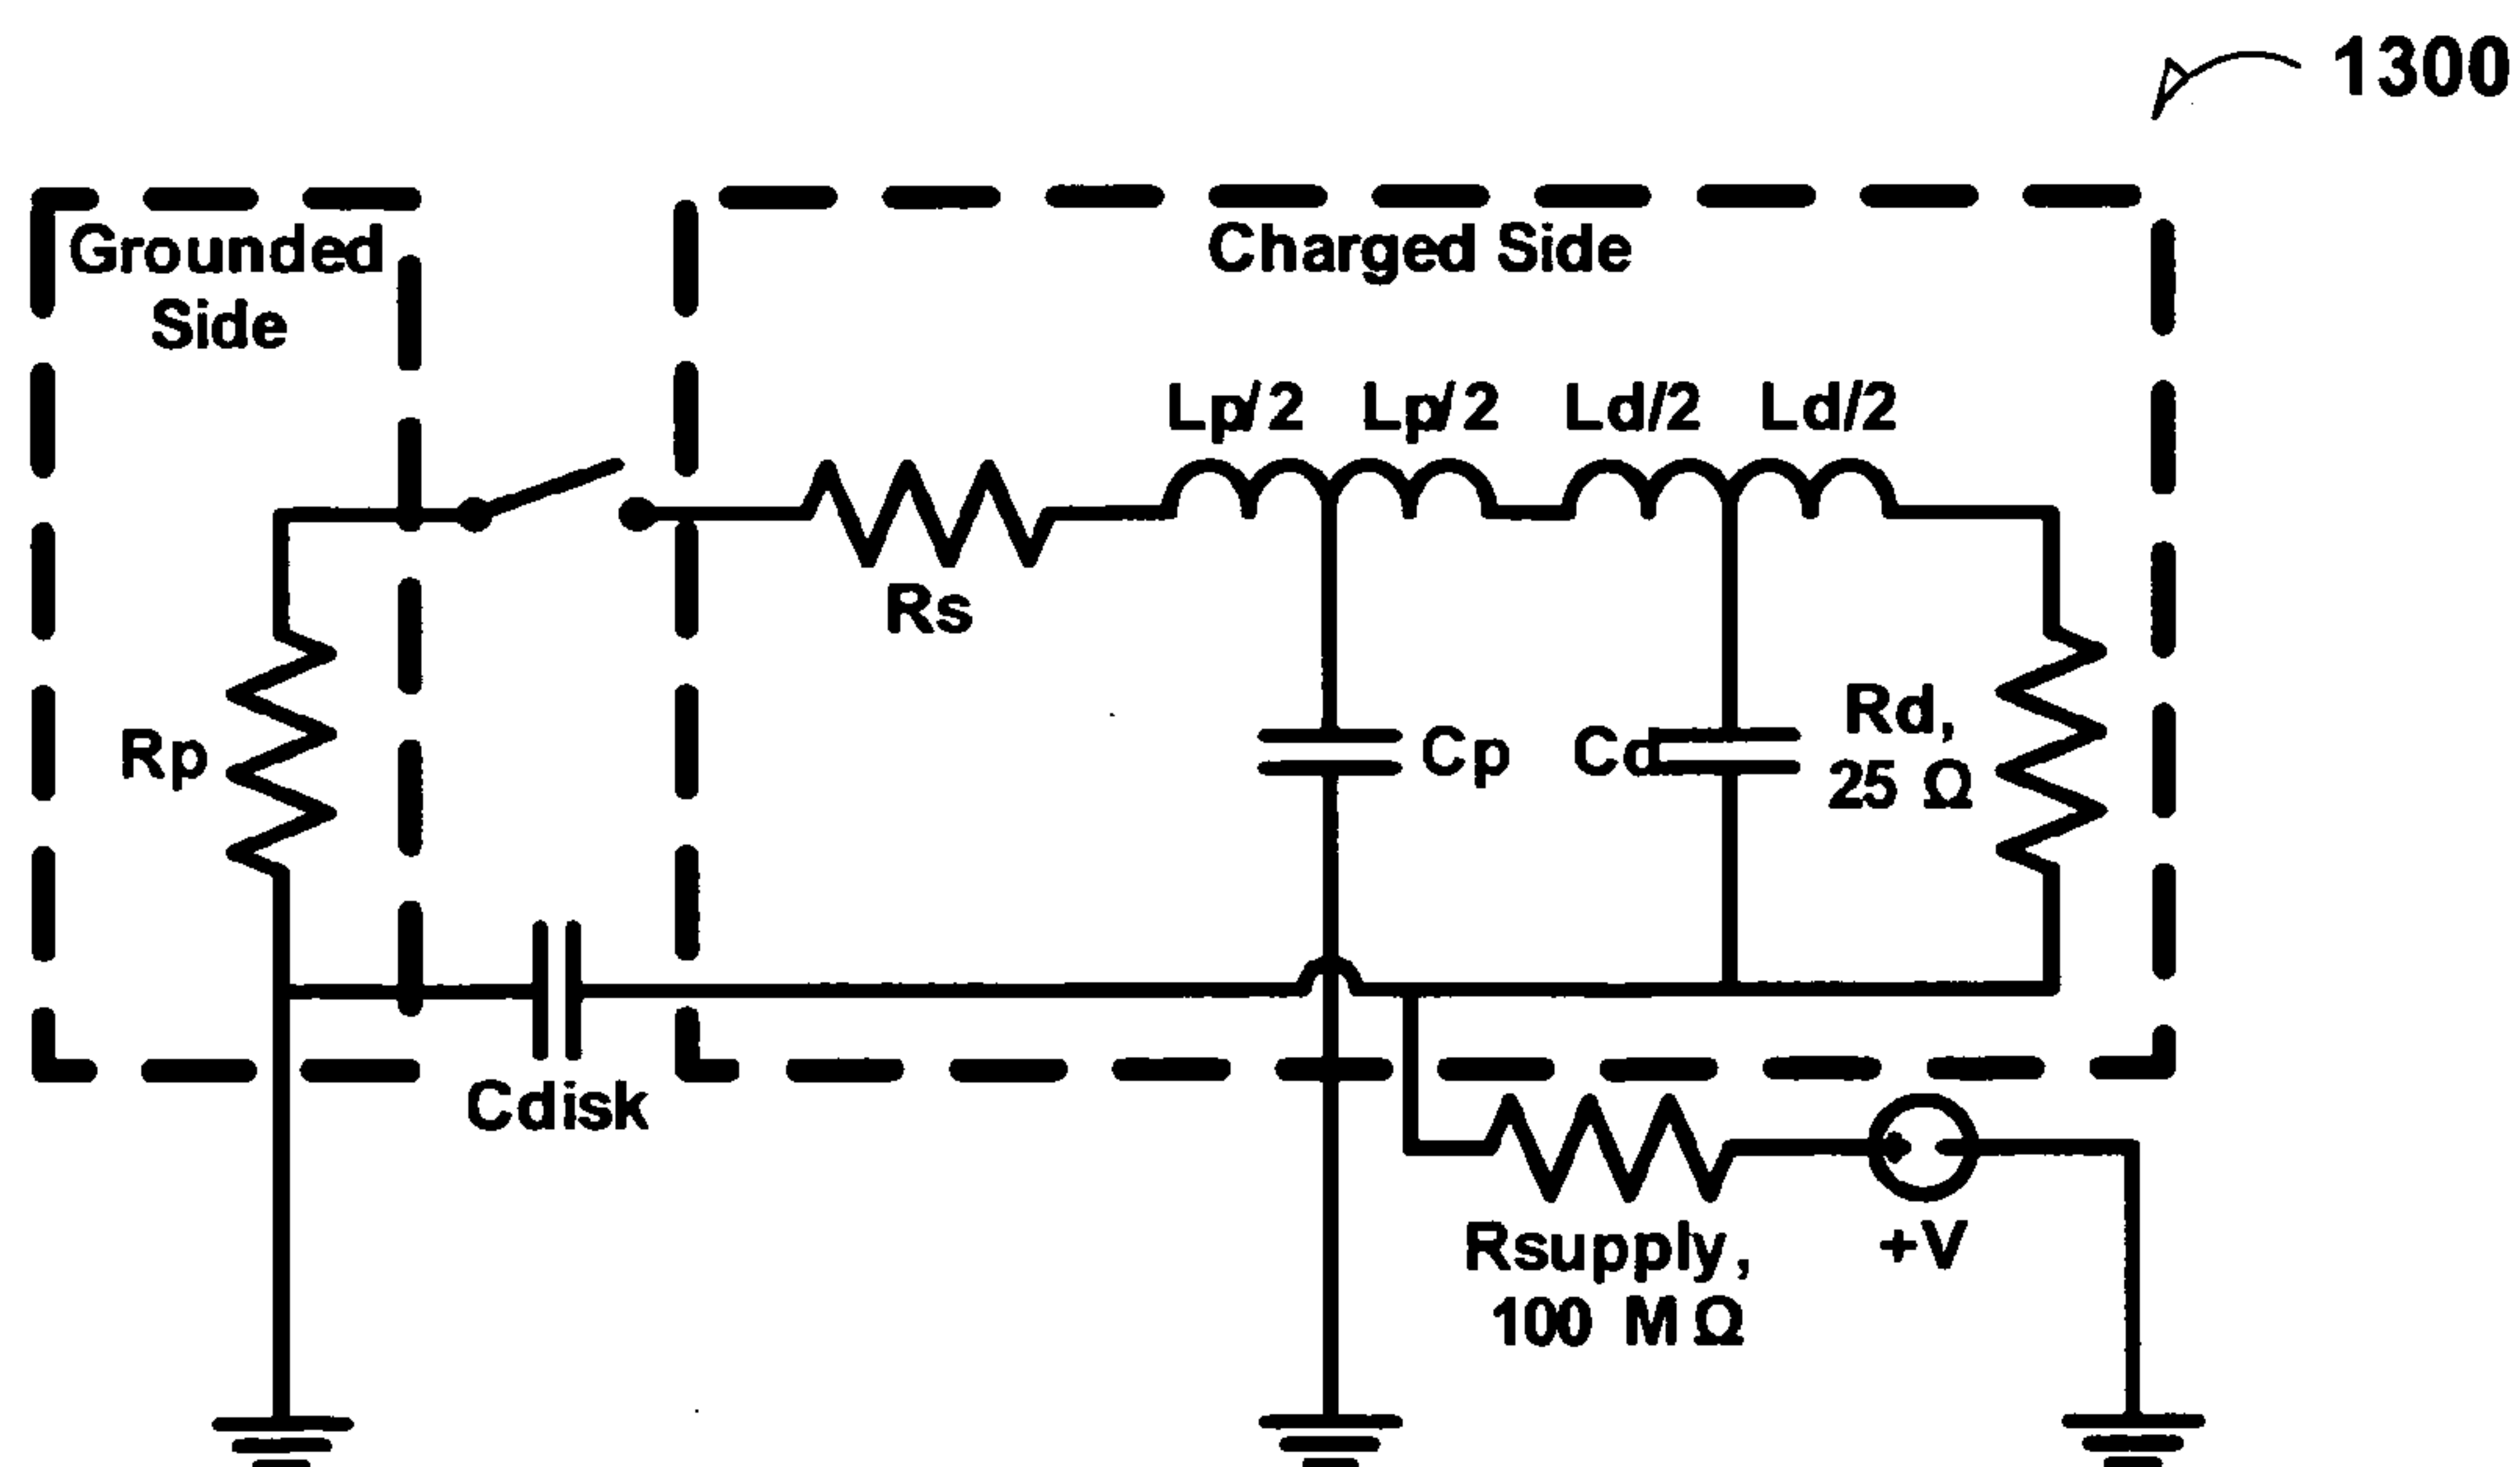 1300
Grounded
Side
Charged Side
Lp/2 Lp/2 Ld/2 Ld/2
Rs
Rp
Cp
Cd
Rd,
25 Ω
Cdisk
Rsupply,
100 MΩ
+V